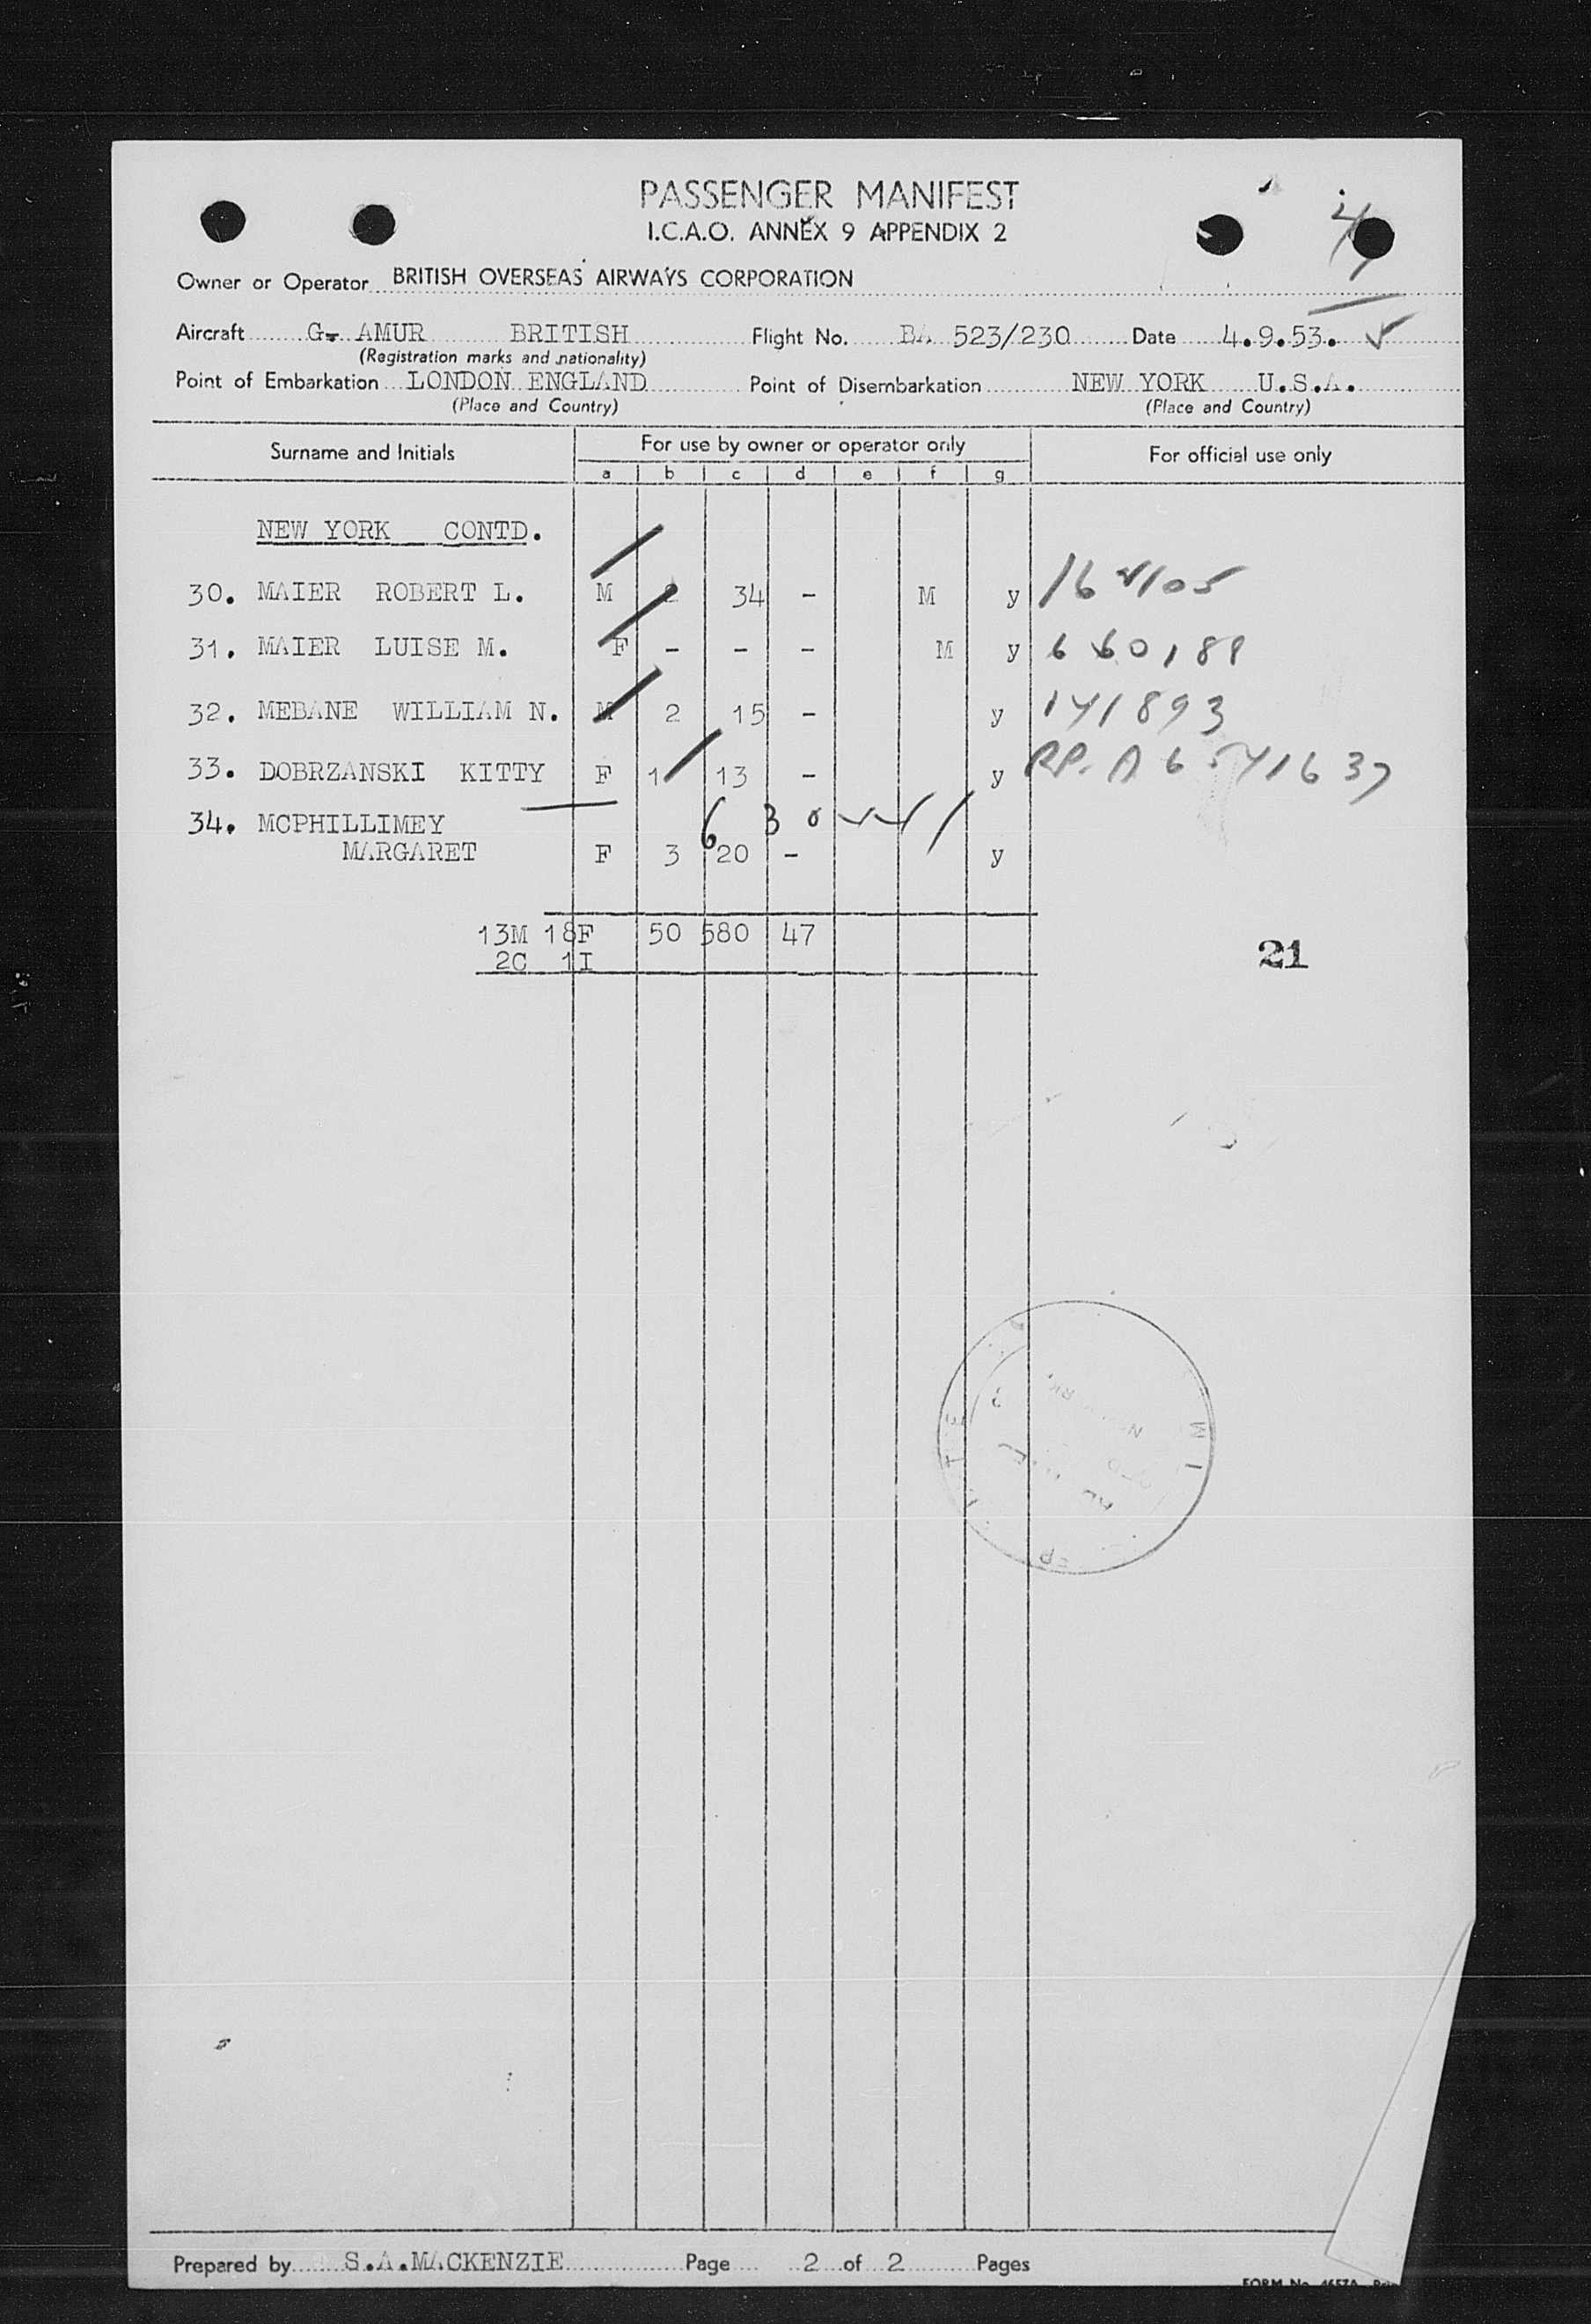 PASSENGER MANIFEST
I.C.A.O. ANNEX 9 APPENDIX 2
Owner or Operator BRITISH OVERSEAS AIRWAYS CORPORATION
Aircraft G- AMUR BRITISH Flight No. BA 523/230 Date 4.9.53.
(Registration marks and nationality)
Point of Embarkation LONDON ENGLAND Point of Disembarkation NEW YORK U.S.A.
(Place and Country) (Place and Country)
Surname and Initials For use by owner or operator only For official use only
a b c d e f g
NEW YORK CONTD.
30. MAIER ROBERT L. M 2 34 - M y
31. MAIER LUISE M. F - - - M y 660188
32. MEBANE WILLIAM N. M 2 15 - y 141893
33. DOBRZANSKI KITTY F 1 13 - y RP.
34. MCPHILLIMEY
MARGARET F 3 20 - y
13M 18F 50 580 47
2C 1I
21
Prepared by S.A.MACKENZIE Page 2 of 2 Pages
FORM No.